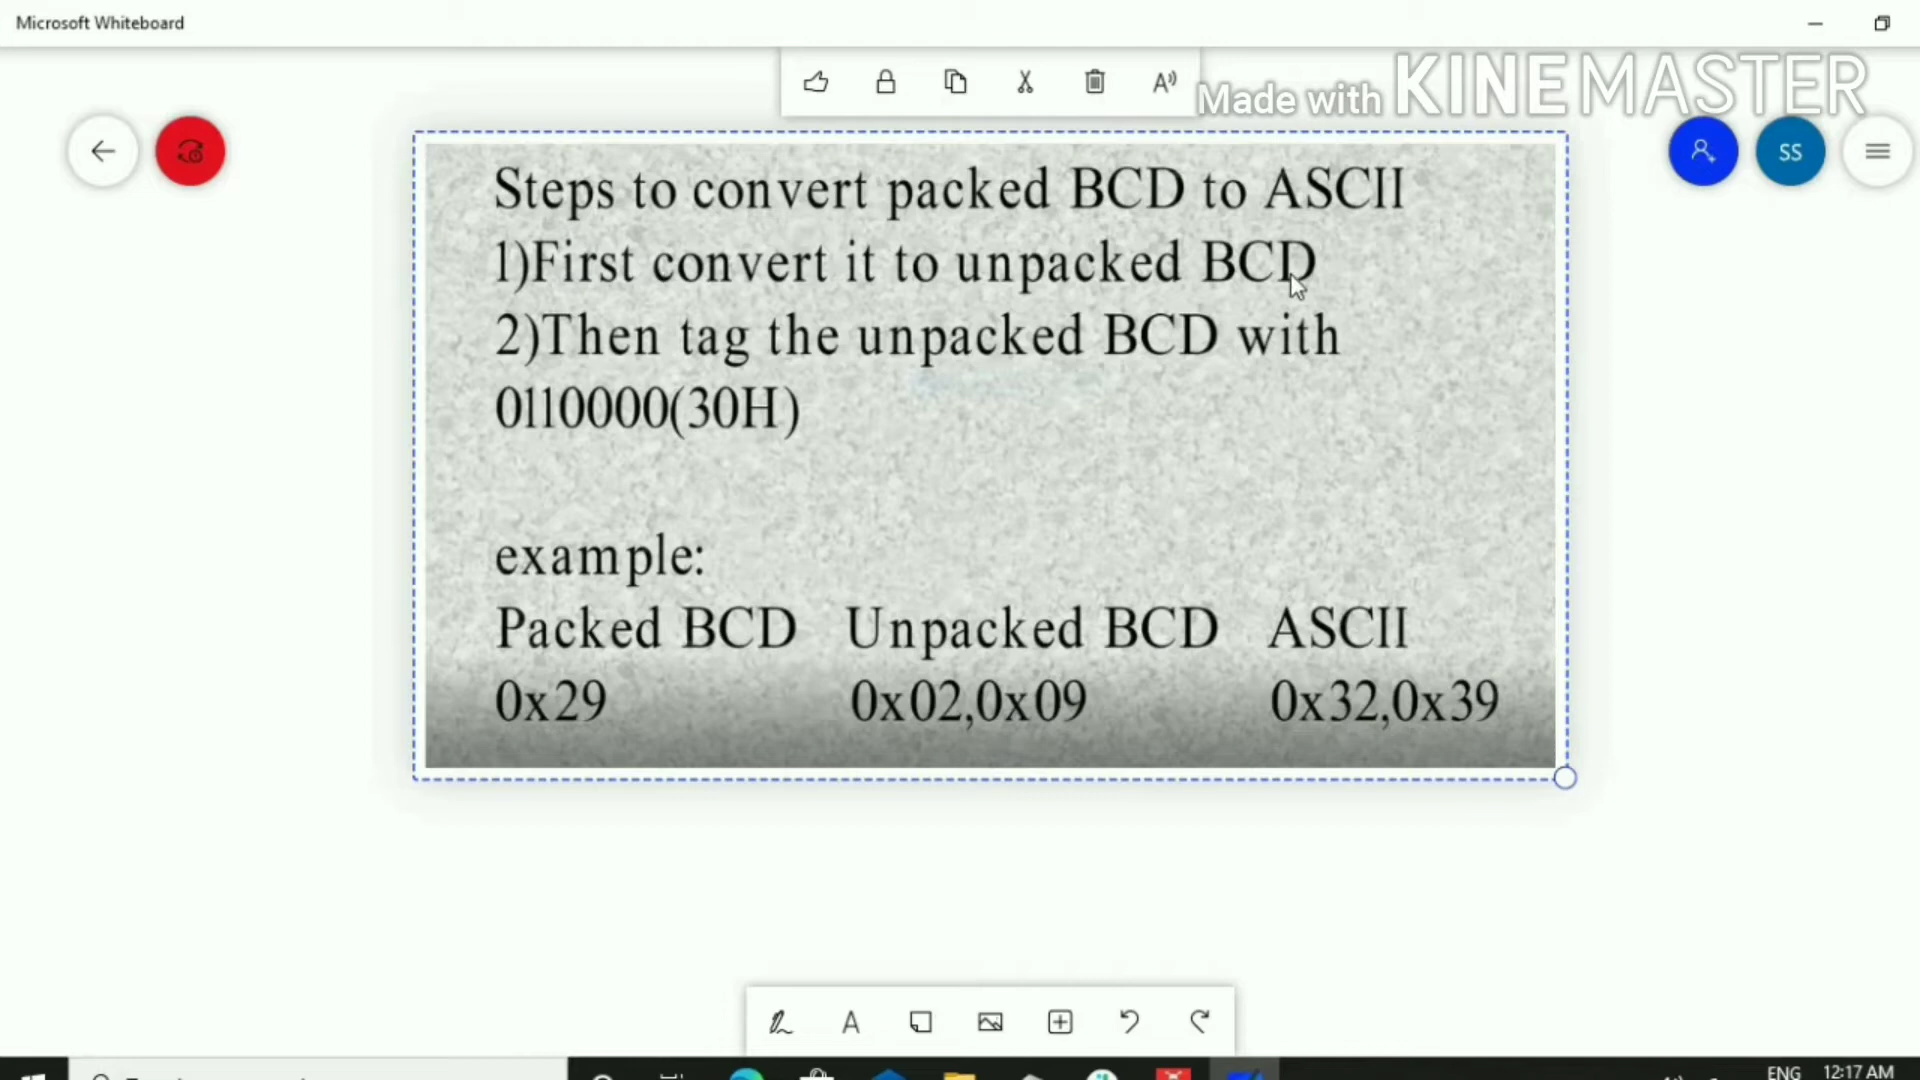 Microsoft Whiteboard
Made with KINEMASTER
SS
Steps to convert packed BCD to ASCII
1)First convert it to unpacked BCD
2)Then tag the unpacked BCD with
0110000(30H)
example:
Packed BCD Unpacked BCD ASCII
0x29 0x02,0x09 0x32,0x39
ENG 12:17 AM